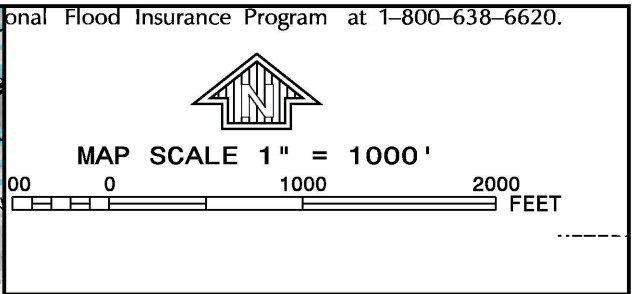 onal Flood Insurance Program at 1–800–638–6620.
N
MAP SCALE 1" = 1000'
00 0 1000 2000
FEET